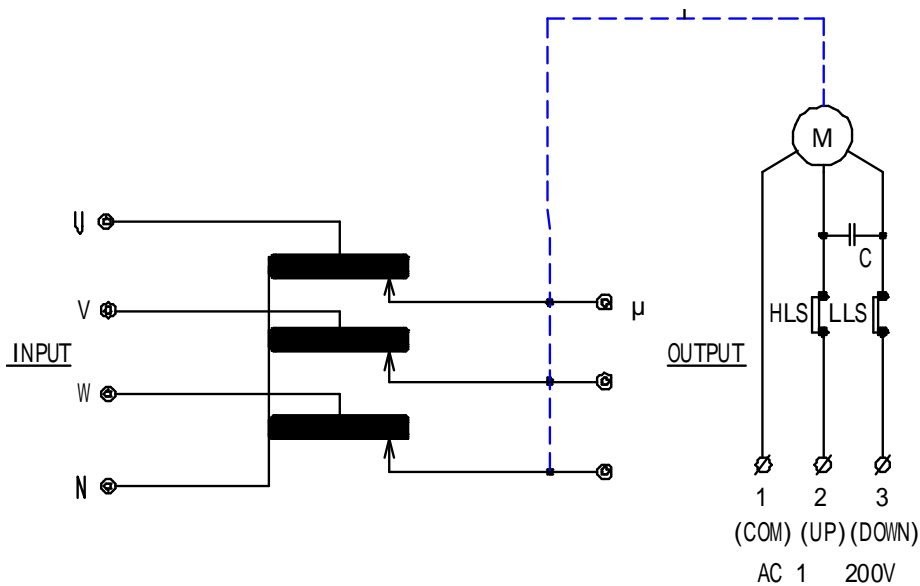 M
U
C
V
μ
HLS
LLS
INPUT
OUTPUT
W
N
1 2 3
(COM) (UP) (DOWN)
AC 1 200V